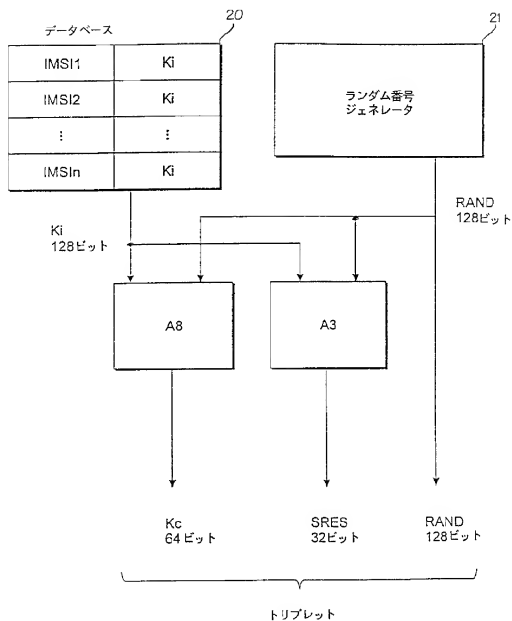 データベース
20
21
IMSI1 Ki
IMSI2 Ki
⋮ ⋮
IMSIn Ki
ランダム番号
ジェネレータ
Ki
128ビット
RAND
128ビット
A8
A3
Kc
64ビット
SRES
32ビット
RAND
128ビット
トリプレット